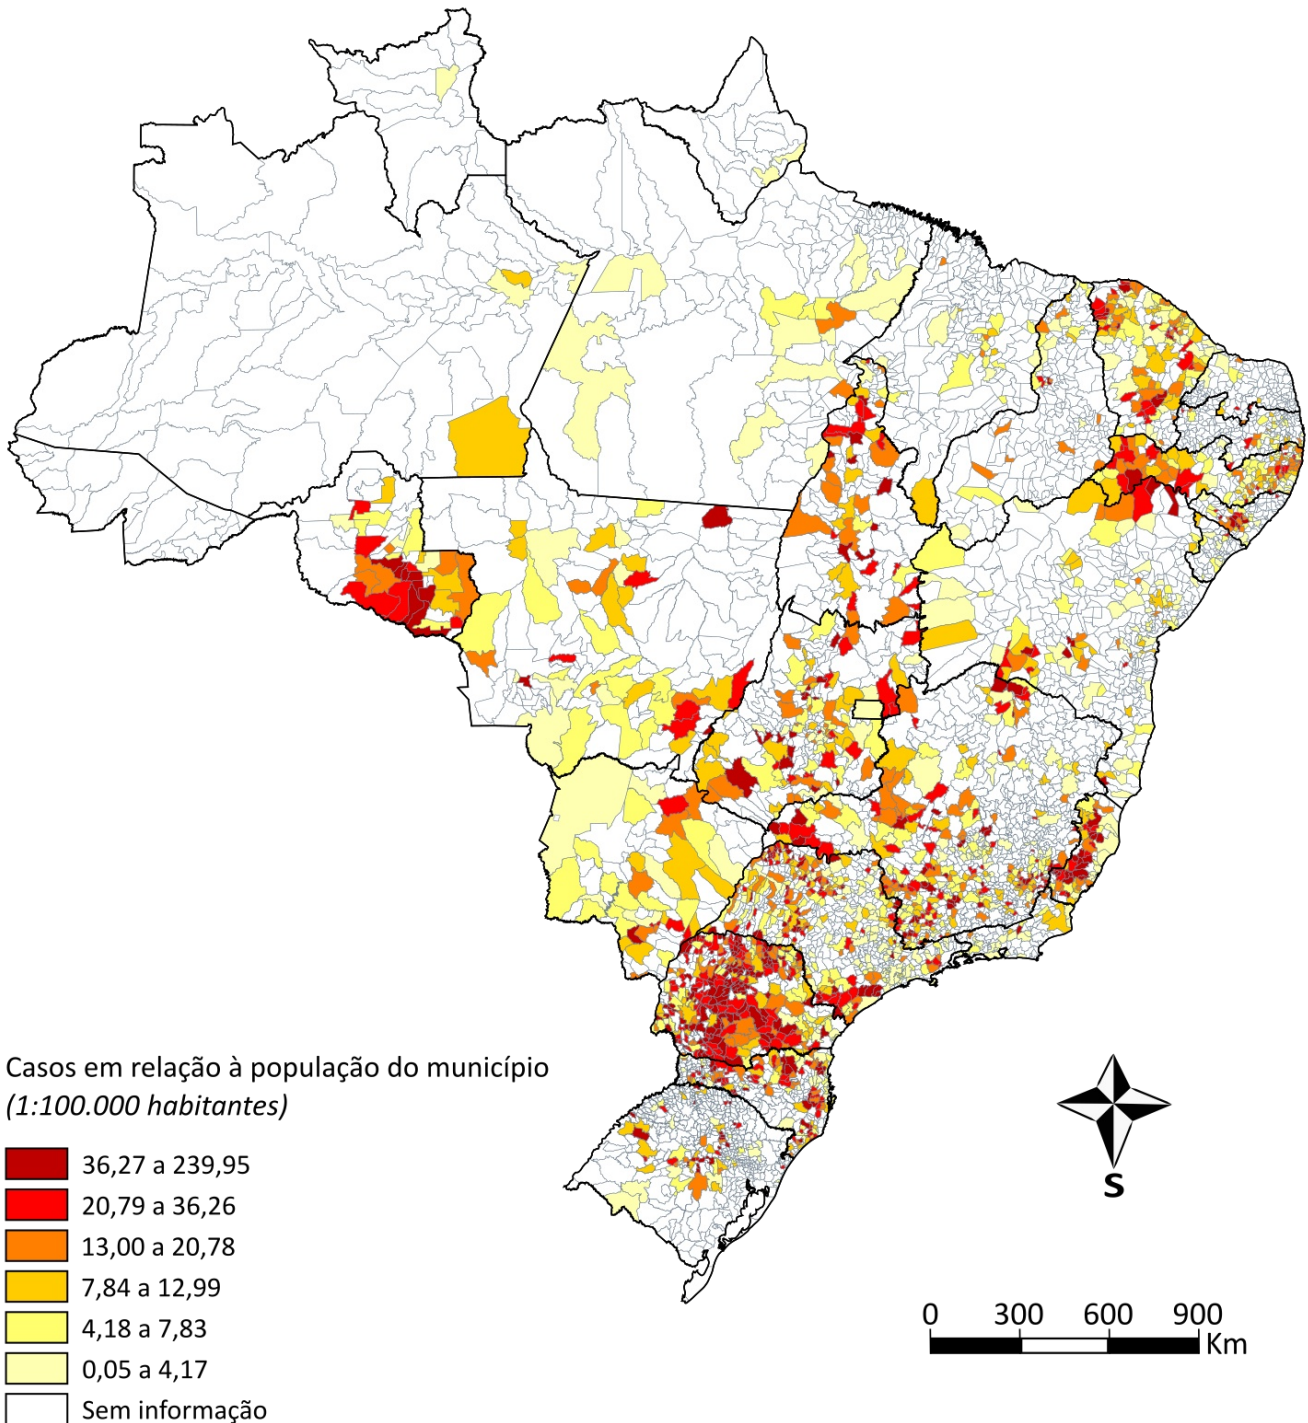 Casos em relação à população do município
(1:100.000 habitantes)
36,27 a 239,95
20,79 a 36,26
13,00 a 20,78
7,84 a 12,99
4,18 a 7,83
0,05 a 4,17
Sem informação
S
0 300 600 900
Km